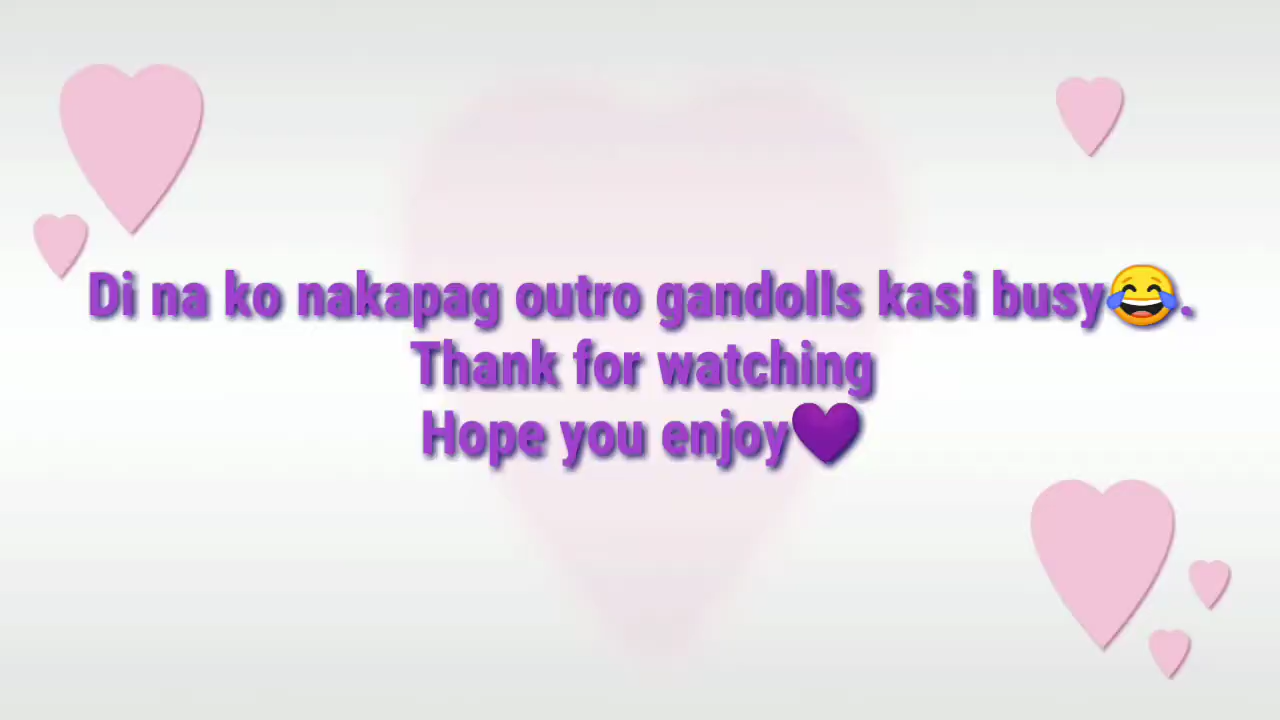 Di na ko nakapag outro gandolls kasi busy😂.
Thank for watching
Hope you enjoy💜